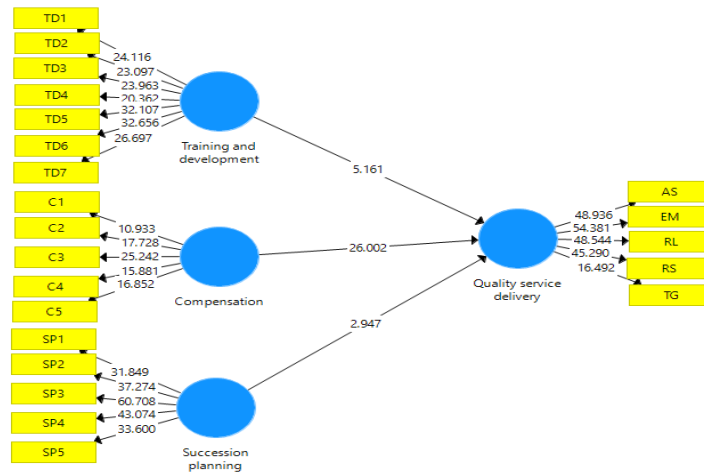 TD1
TD2
TD3
TD4
TD5
TD6
TD7
24.116
23.097
23.963
20.362
32.107
32.656
26.697
Training and
development
5.161
C1
C2
C3
C4
C5
10.933
17.728
25.242
15.881
16.852
Compensation
26.002
SP1
SP2
SP3
SP4
SP5
31.849
37.274
60.708
43.074
33.600
Succession
planning
2.947
Quality service
delivery
48.936
54.381
48.544
45.290
16.492
AS
EM
RL
RS
TG